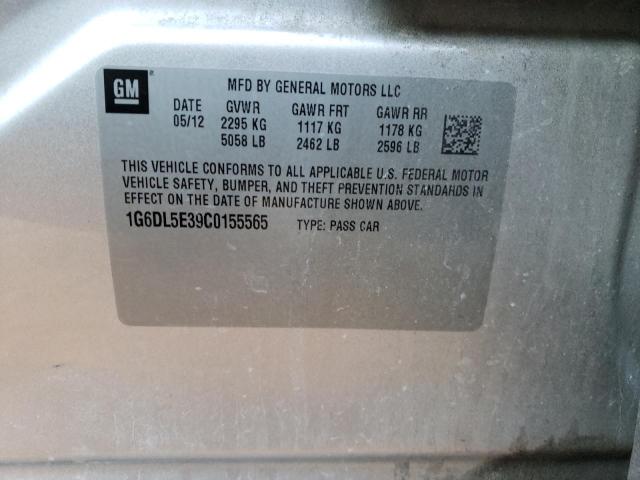 GM
MFD BY GENERAL MOTORS LLC
DATE GVWR GAWR FRT GAWR RR
05/12 2295 KG 1117 KG 1178 KG
5058 LB 2462 LB 2596 LB
THIS VEHICLE CONFORMS TO ALL APPLICABLE U.S. FEDERAL MOTOR
VEHICLE SAFETY, BUMPER, AND THEFT PREVENTION STANDARDS IN
EFFECT ON THE DATE OF MANUFACTURE SHOWN ABOVE.
1G6DL5E39C0155565 TYPE: PASS CAR